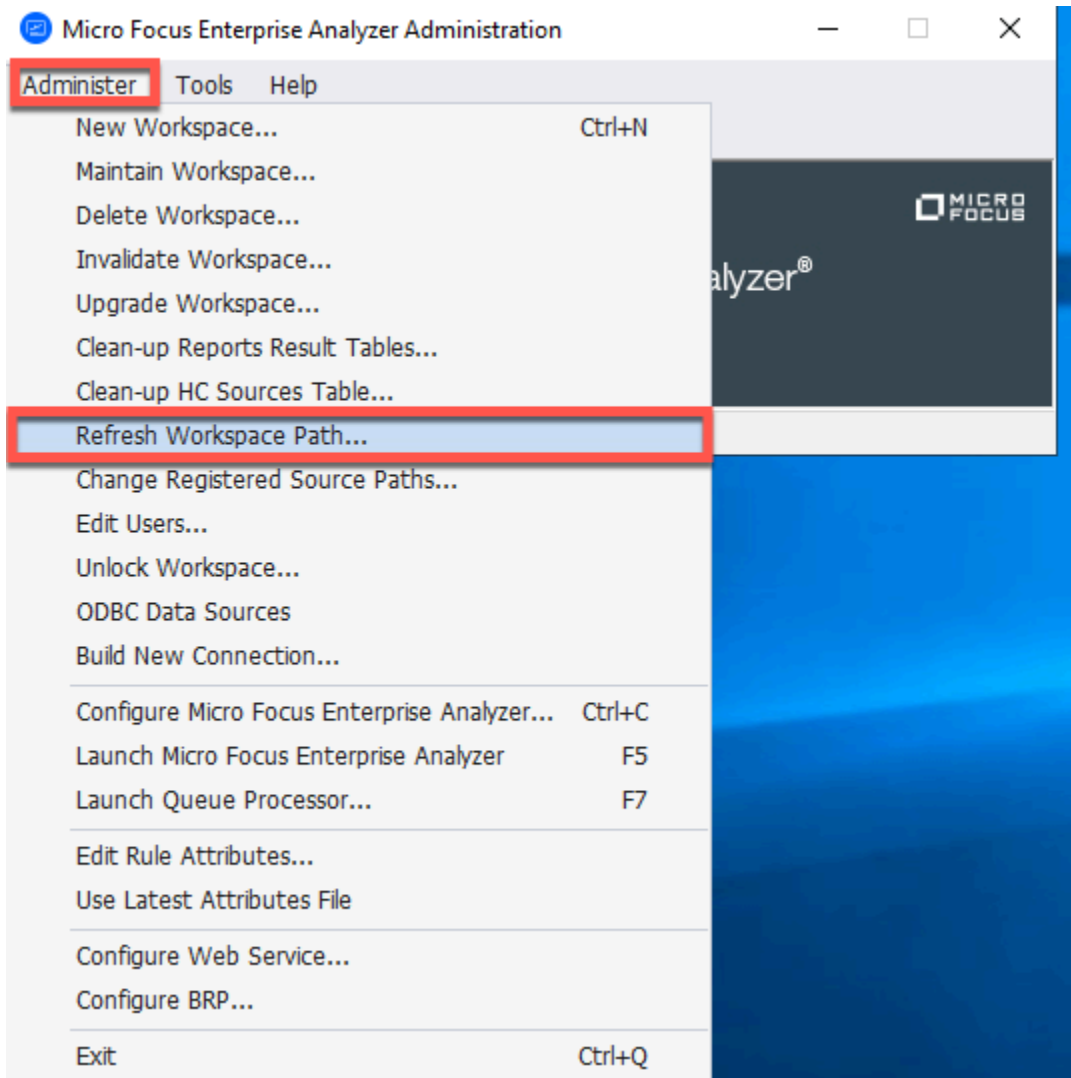 Micro Focus Enterprise Analyzer Administration
Administer Tools Help
New Workspace... Ctrl+N
Maintain Workspace...
Delete Workspace...
Invalidate Workspace...
Upgrade Workspace...
Clean-up Reports Result Tables...
Clean-up HC Sources Table...
Refresh Workspace Path...
Change Registered Source Paths...
Edit Users...
Unlock Workspace...
ODBC Data Sources
Build New Connection...
Configure Micro Focus Enterprise Analyzer... Ctrl+C
Launch Micro Focus Enterprise Analyzer F5
Launch Queue Processor... F7
Edit Rule Attributes...
Use Latest Attributes File
Configure Web Service...
Configure BRP...
Exit Ctrl+Q
MICRO
FOCUS
alyzer®